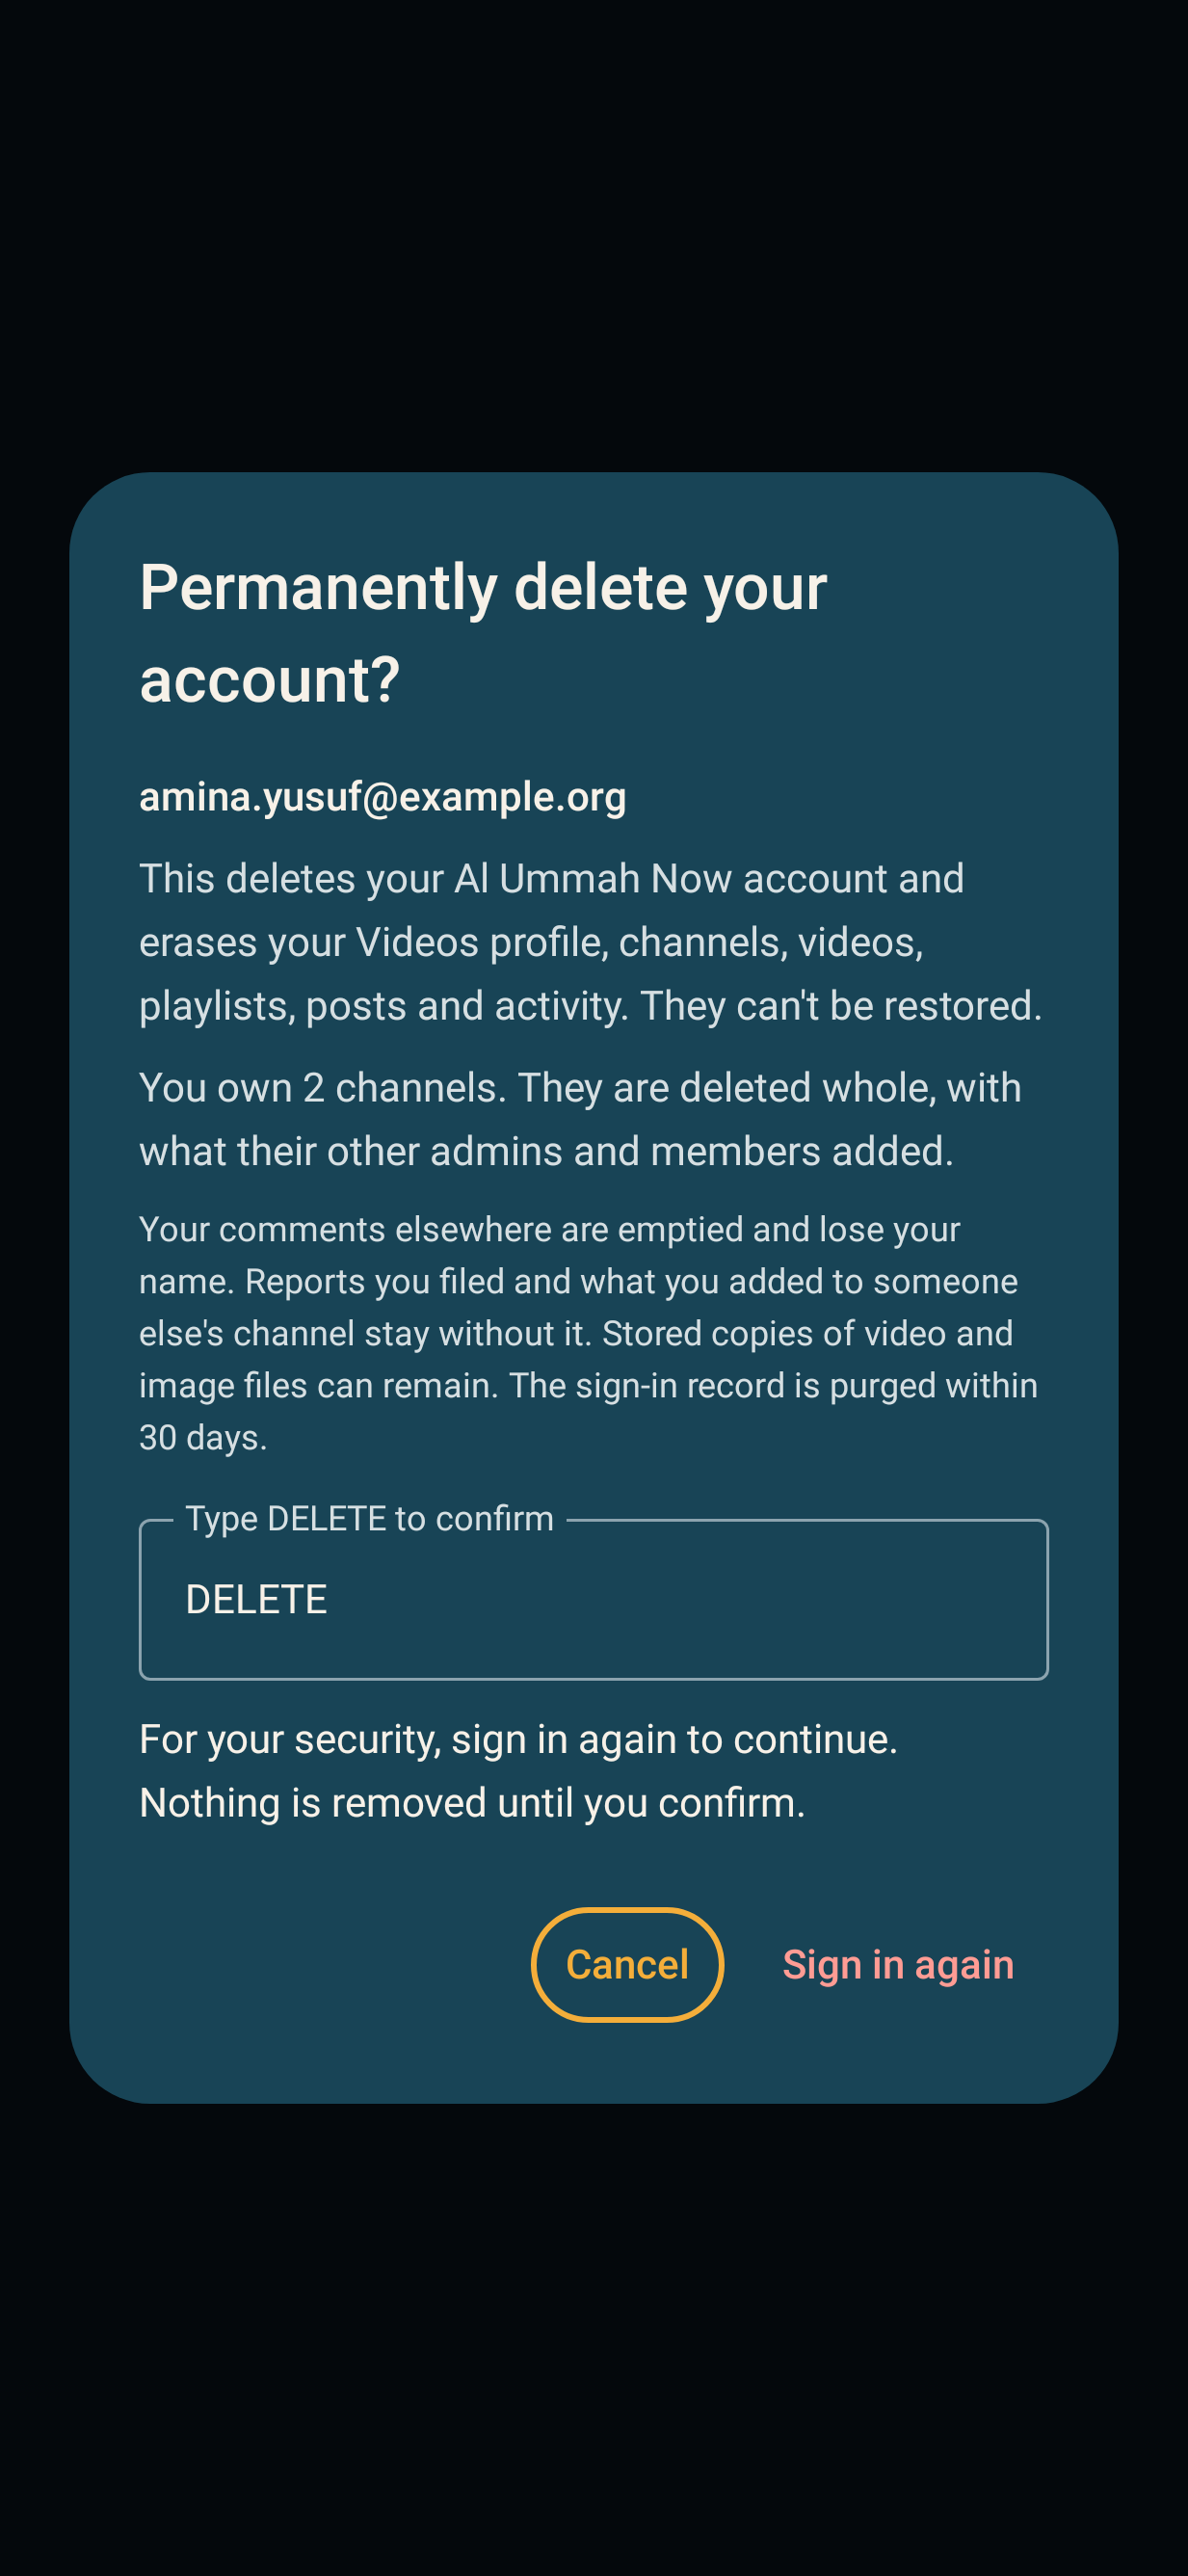 Permanently delete your
account?
amina.yusuf@example.org
This deletes your Al Ummah Now account and
erases your Videos profile, channels, videos,
playlists, posts and activity. They can't be restored.
You own 2 channels. They are deleted whole, with
what their other admins and members added.
Your comments elsewhere are emptied and lose your
name. Reports you filed and what you added to someone
else's channel stay without it. Stored copies of video and
image files can remain. The sign-in record is purged within
30 days.
Type DELETE to confirm
DELETE
For your security, sign in again to continue.
Nothing is removed until you confirm.
Cancel Sign in again